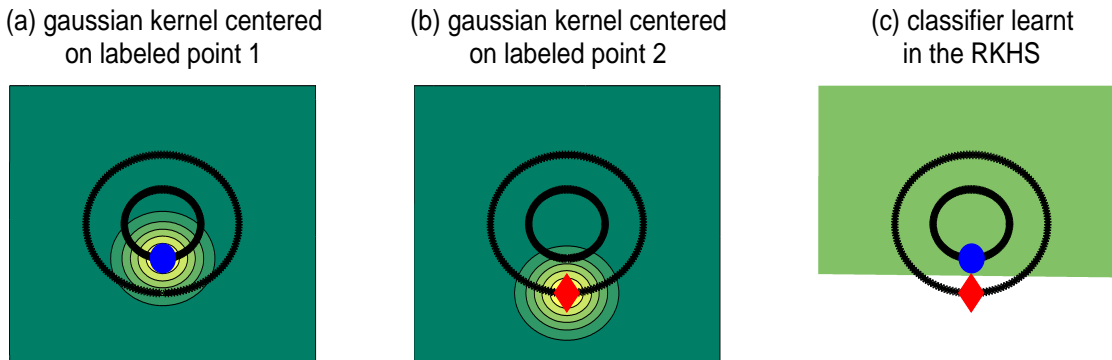 (a) gaussian kernel centered
on labeled point 1
(b) gaussian kernel centered
on labeled point 2
(c) classifier learnt
in the RKHS